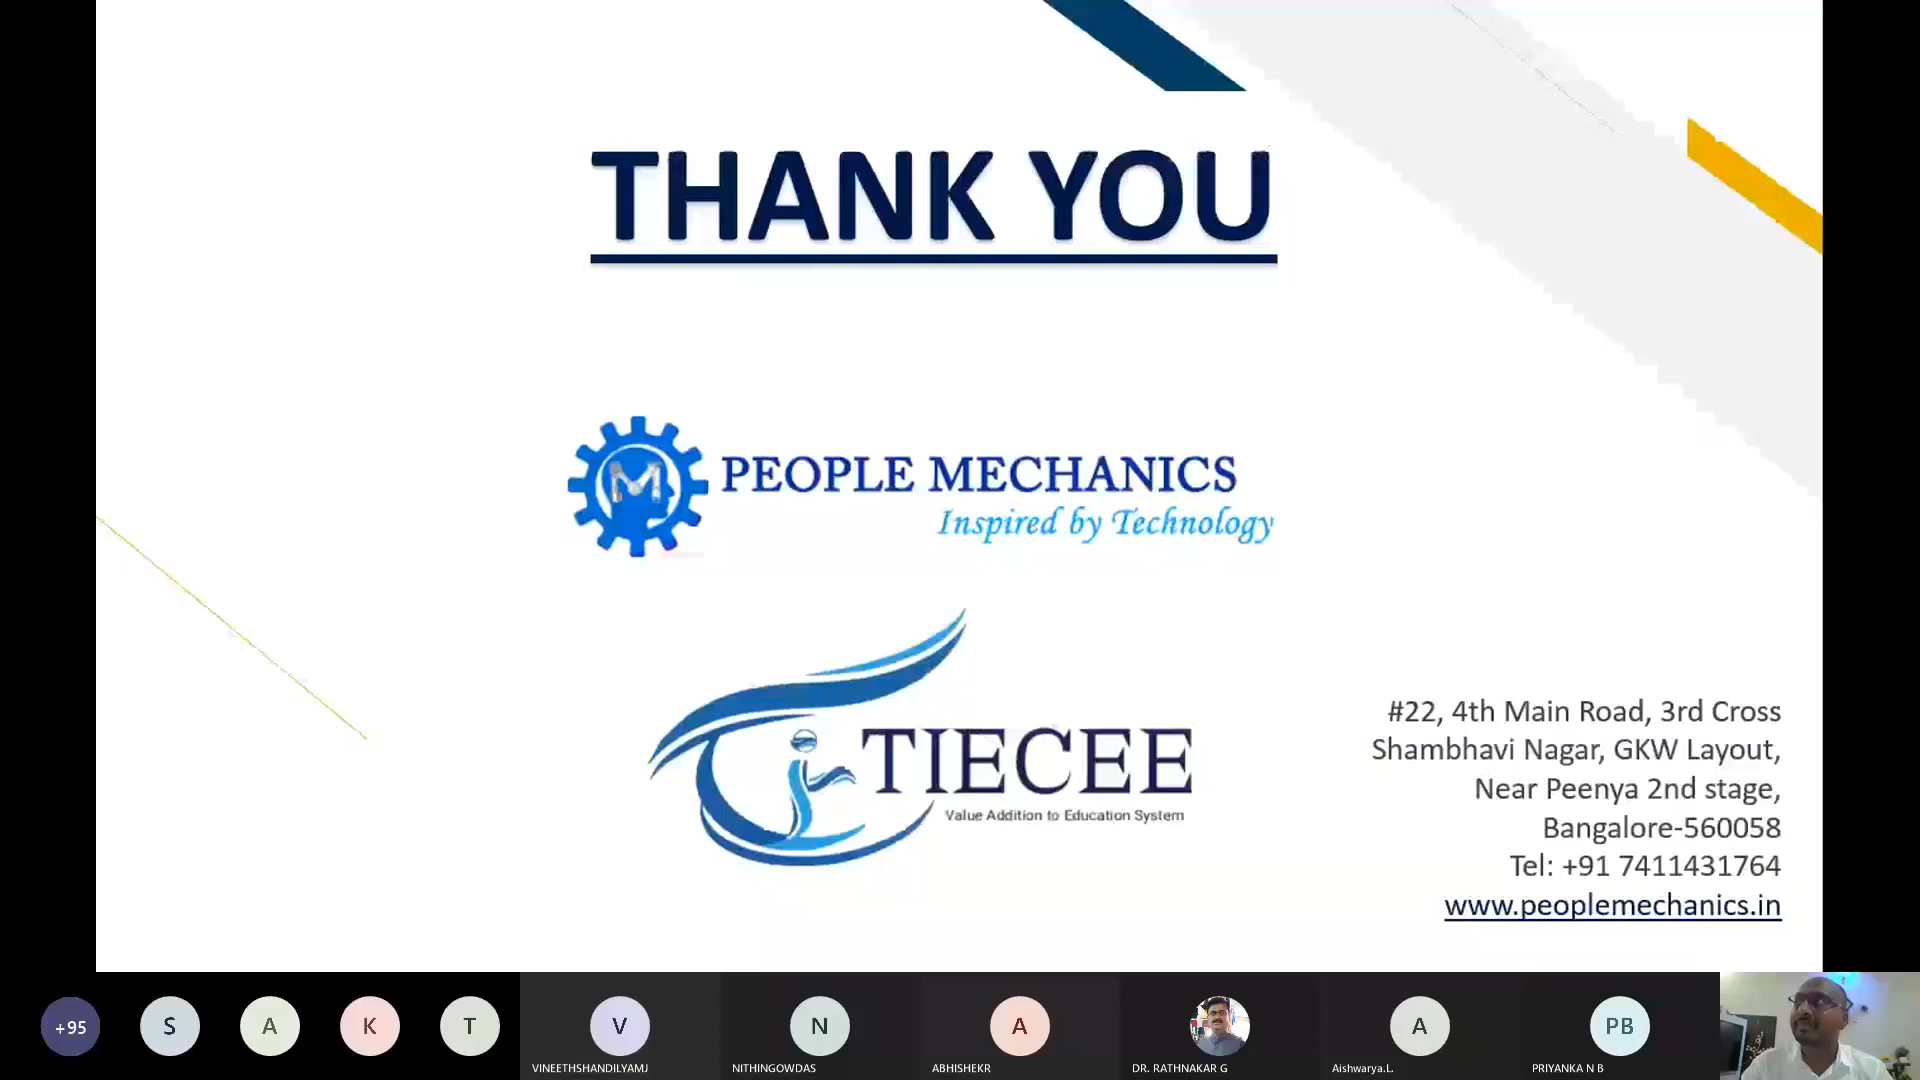 THANK YOU
M
PEOPLE MECHANICS
Inspired by Technology
TIECEE
Value Addition to Education System
#22, 4th Main Road, 3rd Cross
Shambhavi Nagar, GKW Layout,
Near Peenya 2nd stage,
Bangalore-560058
Tel: +91 7411431764
www.peoplemechanics.in
+95
S
A
K
T
V
N
A
A
PB
VINEETHSHANDILYAMJ
NITHINGOWDAS
ABHISHEKR
DR. RATHNAKAR G
Aishwarya.L.
PRIYANKA N B